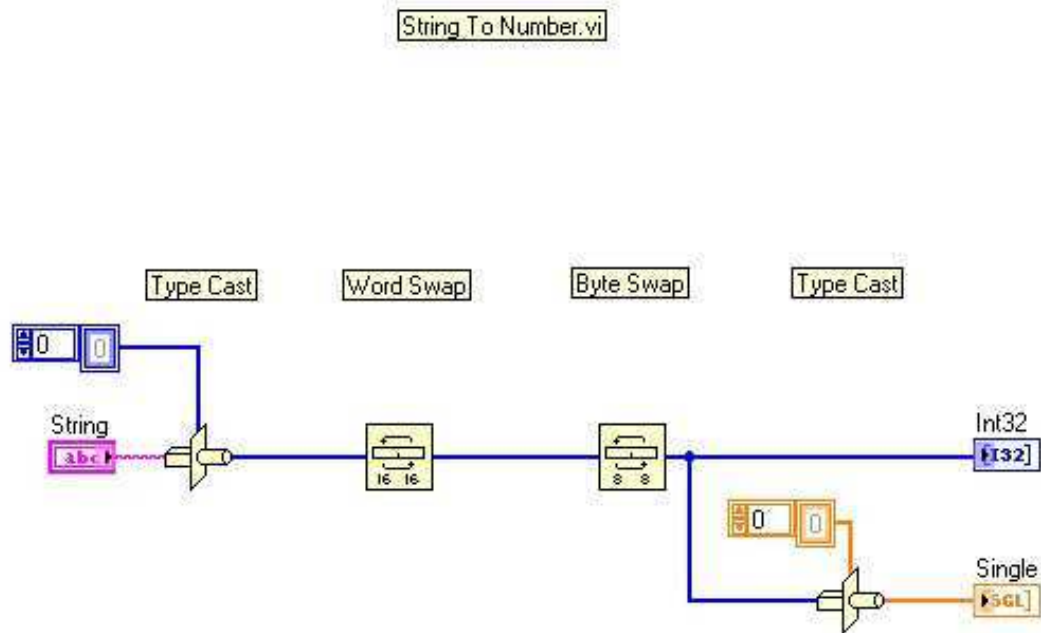 String To Number.vi
Type Cast
Word Swap
Byte Swap
Type Cast
0 0
String
abc
16 16
8 8
Int32
[I32]
0 0
Single
[SGL]